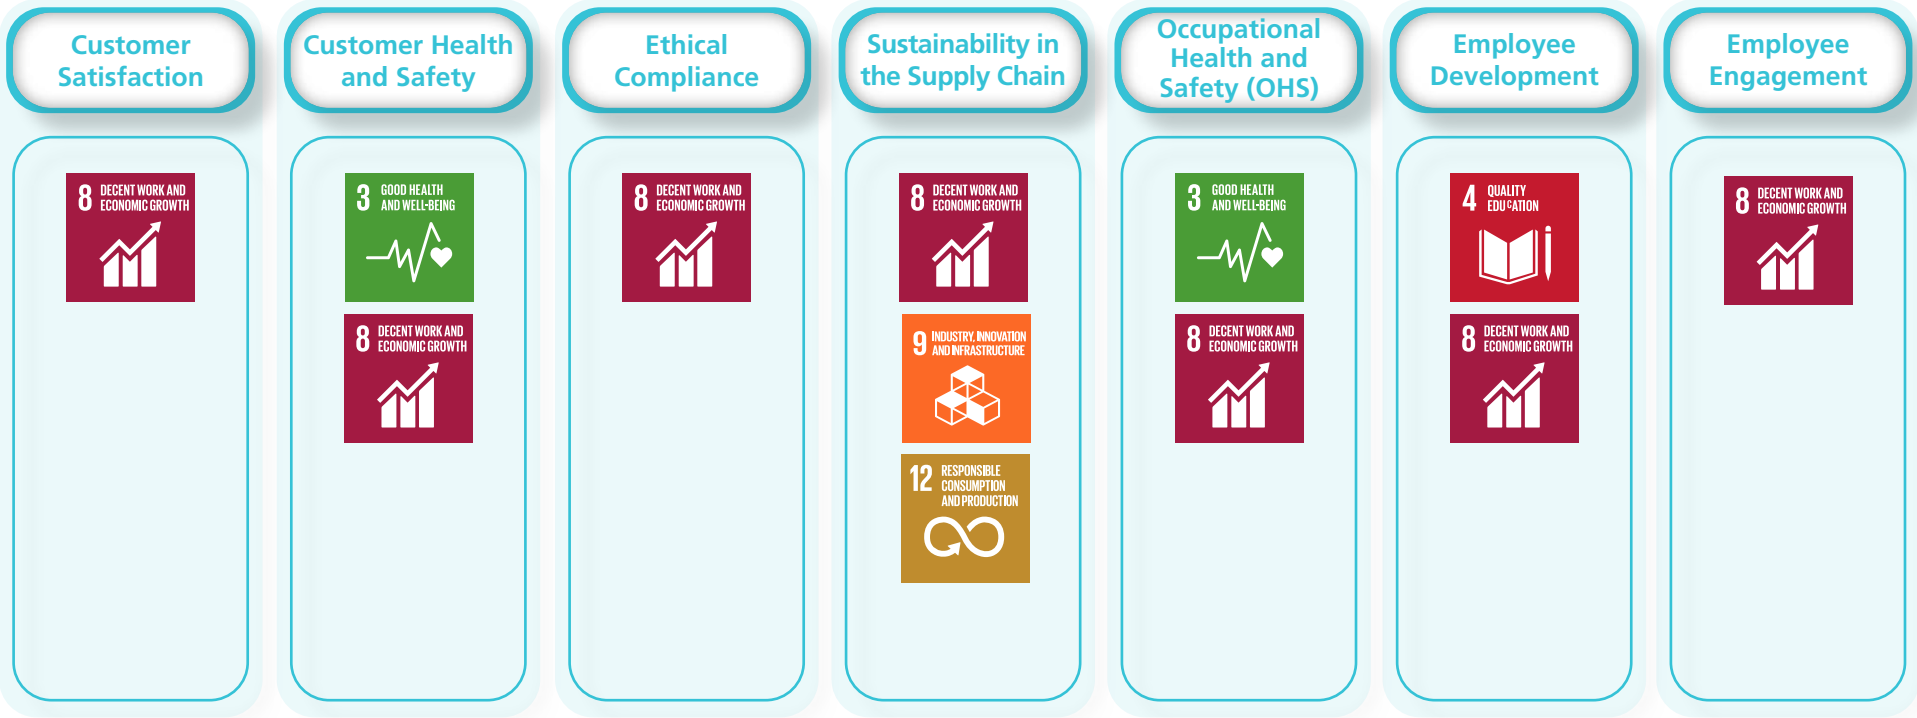 Customer
Satisfaction
8 DECENT WORK AND
ECONOMIC GROWTH
Customer Health
and Safety
3 GOOD HEALTH
AND WELL-BEING
8 DECENT WORK AND
ECONOMIC GROWTH
Ethical
Compliance
8 DECENT WORK AND
ECONOMIC GROWTH
Sustainability in
the Supply Chain
8 DECENT WORK AND
ECONOMIC GROWTH
9 INDUSTRY, INNOVATION
AND INFRASTRUCTURE
12 RESPONSIBLE
CONSUMPTION
AND PRODUCTION
Occupational
Health and
Safety (OHS)
3 GOOD HEALTH
AND WELL-BEING
8 DECENT WORK AND
ECONOMIC GROWTH
Employee
Development
4 QUALITY
EDUCATION
8 DECENT WORK AND
ECONOMIC GROWTH
Employee
Engagement
8 DECENT WORK AND
ECONOMIC GROWTH